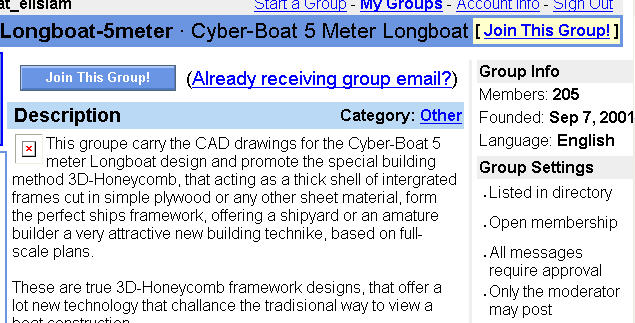 at_elislam Start a Group - My Groups - Account Info - Sign Out
Longboat-5meter · Cyber-Boat 5 Meter Longboat [ Join This Group! ]
Join This Group! (Already receiving group email?)
Description Category: Other
This groupe carry the CAD drawings for the Cyber-Boat 5
meter Longboat design and promote the special building
method 3D-Honeycomb, that acting as a thick shell of intergrated
frames cut in simple plywood or any other sheet material, form
the perfect ships framework, offering a shipyard or an amature
builder a very attractive new building technike, based on full-
scale plans.
These are true 3D-Honeycomb framework designs, that offer a
lot new technology that challance the tradisional way to view a
boat construction
Group Info
Members: 205
Founded: Sep 7, 2001
Language: English
Group Settings
· Listed in directory
· Open membership
· All messages
require approval
· Only the moderator
may post